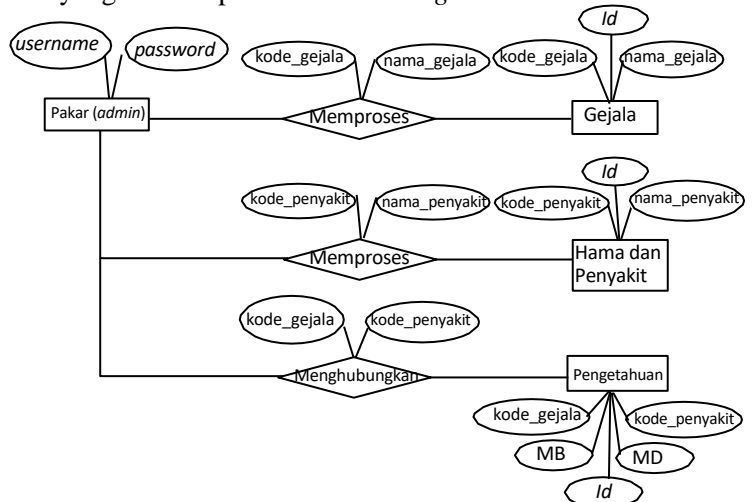 Id
username
password
kode_gejala
nama_gejala
kode_gejala
nama_gejala
Pakar (admin)
Memproses
Gejala
Id
kode_penyakit
nama_penyakit
kode_penyakit
nama_penyakit
Memproses
Hama dan
Penyakit
kode_gejala
kode_penyakit
Menghubungkan
Pengetahuan
kode_gejala
kode_penyakit
MB
MD
Id